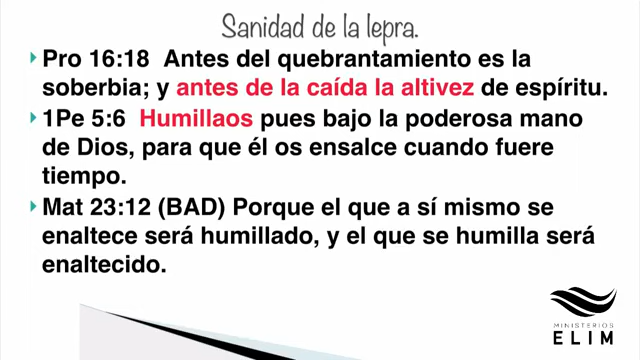 Sanidad de la lepra.
Pro 16:18 Antes del quebrantamiento es la
soberbia; y antes de la caída la altivez de espíritu.
1Pe 5:6 Humillaos pues bajo la poderosa mano
de Dios, para que él os ensalce cuando fuere
tiempo.
Mat 23:12 (BAD) Porque el que a sí mismo se
enaltece será humillado, y el que se humilla será
enaltecido.
MINISTERIOS
ELIM